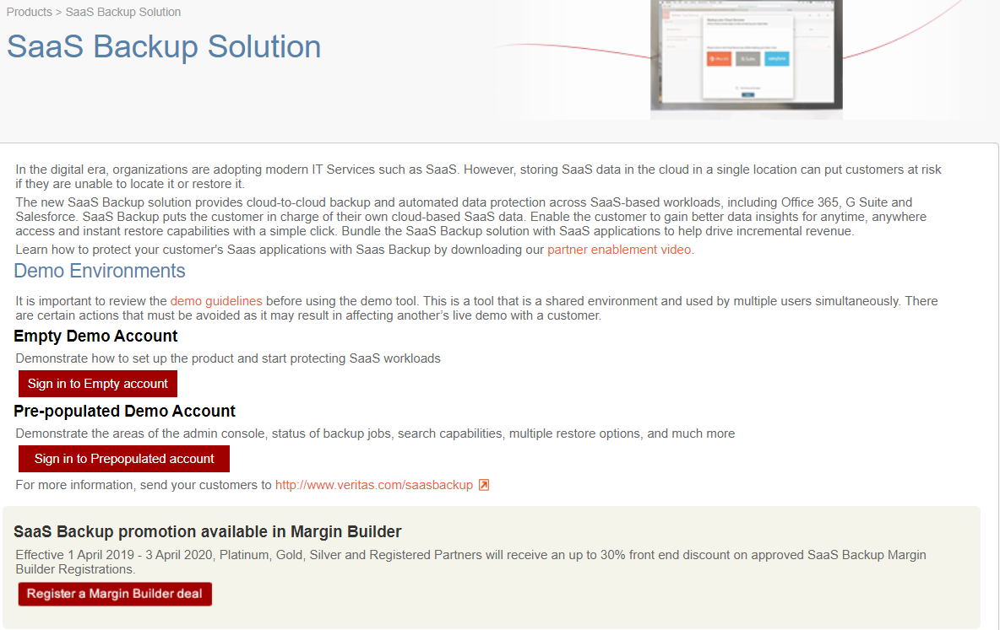 Products > SaaS Backup Solution
SaaS Backup Solution
In the digital era, organizations are adopting modern IT Services such as SaaS. However, storing SaaS data in the cloud in a single location can put customers at risk
if they are unable to locate it or restore it.
The new SaaS Backup solution provides cloud-to-cloud backup and automated data protection across SaaS-based workloads, including Office 365, G Suite and
Salesforce. SaaS Backup puts the customer in charge of their own cloud-based SaaS data. Enable the customer to gain better data insights for anytime, anywhere
access and instant restore capabilities with a simple click. Bundle the SaaS Backup solution with SaaS applications to help drive incremental revenue.
Learn how to protect your customer's Saas applications with Saas Backup by downloading our partner enablement video.
Demo Environments
It is important to review the demo guidelines before using the demo tool. This is a tool that is a shared environment and used by multiple users simultaneously. There
are certain actions that must be avoided as it may result in affecting another’s live demo with a customer.
Empty Demo Account
Demonstrate how to set up the product and start protecting SaaS workloads
Sign in to Empty account
Pre-populated Demo Account
Demonstrate the areas of the admin console, status of backup jobs, search capabilities, multiple restore options, and much more
Sign in to Prepopulated account
For more information, send your customers to http://www.veritas.com/saasbackup
SaaS Backup promotion available in Margin Builder
Effective 1 April 2019 - 3 April 2020, Platinum, Gold, Silver and Registered Partners will receive an up to 30% front end discount on approved SaaS Backup Margin
Builder Registrations.
Register a Margin Builder deal